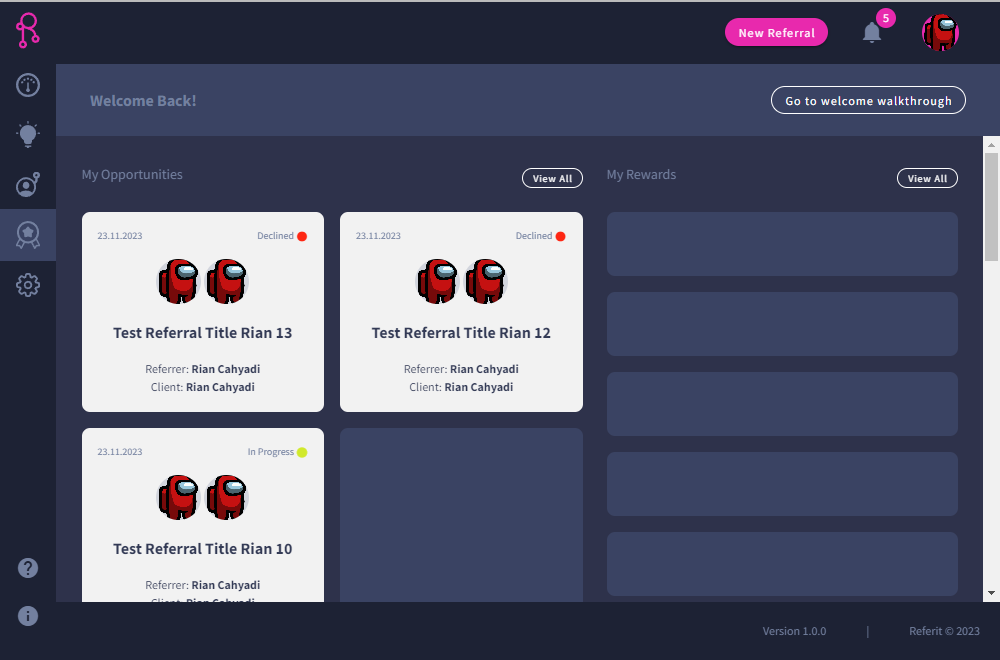 New Referral
5
Welcome Back!
Go to welcome walkthrough
My Opportunities
View All
My Rewards
View All
23.11.2023
Declined
Test Referral Title Rian 13
Referrer: Rian Cahyadi
Client: Rian Cahyadi
23.11.2023
Declined
Test Referral Title Rian 12
Referrer: Rian Cahyadi
Client: Rian Cahyadi
23.11.2023
In Progress
Test Referral Title Rian 10
Referrer: Rian Cahyadi
Client: Rian Cahyadi
Version 1.0.0
|
Referit © 2023